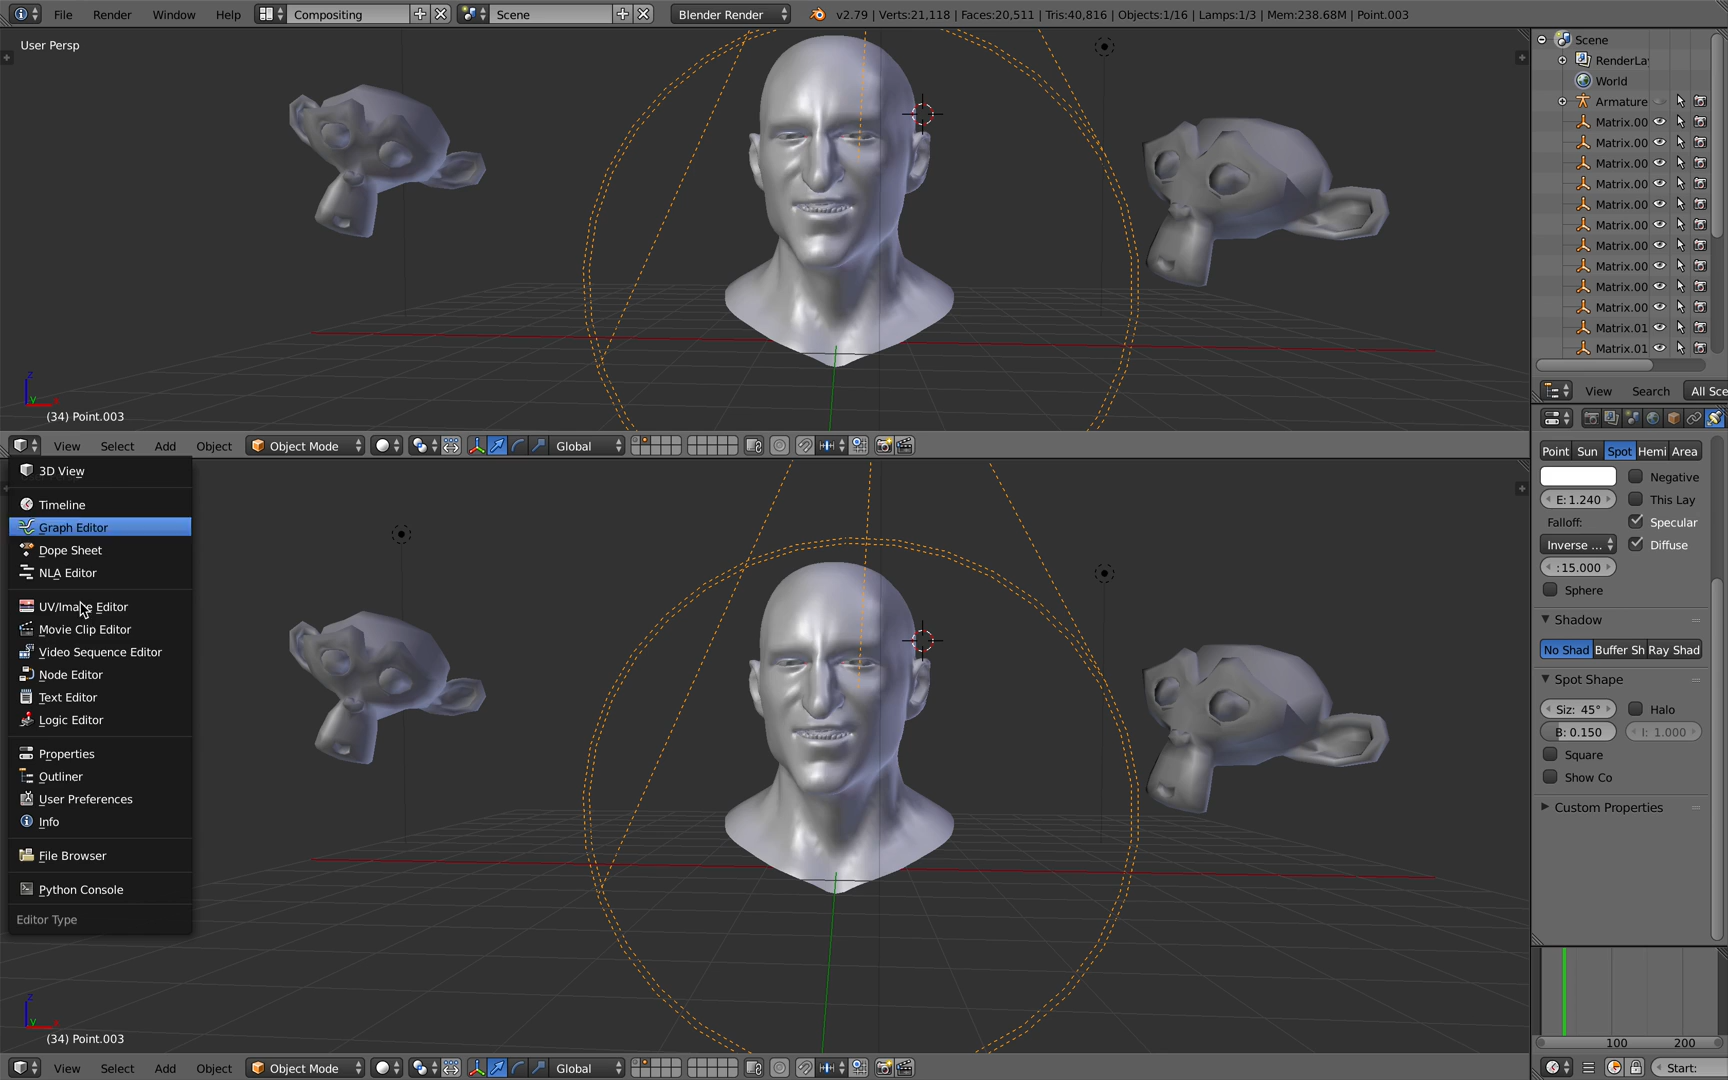 File Render Window Help Compositing Scene Blender Render v2.79 | Verts:21,118 | Faces:20,511 | Tris:40,816 | Objects:1/16 | Lamps:1/3 | Mem:238.68M | Point.003
User Persp
Scene
RenderLa
World
Armature
Matrix.00
Matrix.00
Matrix.00
Matrix.00
Matrix.00
Matrix.00
Matrix.00
Matrix.00
Matrix.00
Matrix.00
Matrix.01
Matrix.01
View Search All Sce
z
y
(34) Point.003
View Select Add Object Object Mode Global
3D View
Timeline
Graph Editor
Dope Sheet
NLA Editor
UV/Image Editor
Movie Clip Editor
Video Sequence Editor
Node Editor
Text Editor
Logic Editor
Properties
Outliner
User Preferences
Info
File Browser
Python Console
Editor Type
Point Sun Spot Hemi Area
Negative
E: 1.240 This Lay
Falloff: Specular
Inverse ... Diffuse
:15.000
Sphere
Shadow
No Shad Buffer Sh Ray Shad
Spot Shape
Siz: 45° Halo
B: 0.150 I: 1.000
Square
Show Co
Custom Properties
z
y
(34) Point.003
View Select Add Object Object Mode Global
0 100 200
Start: